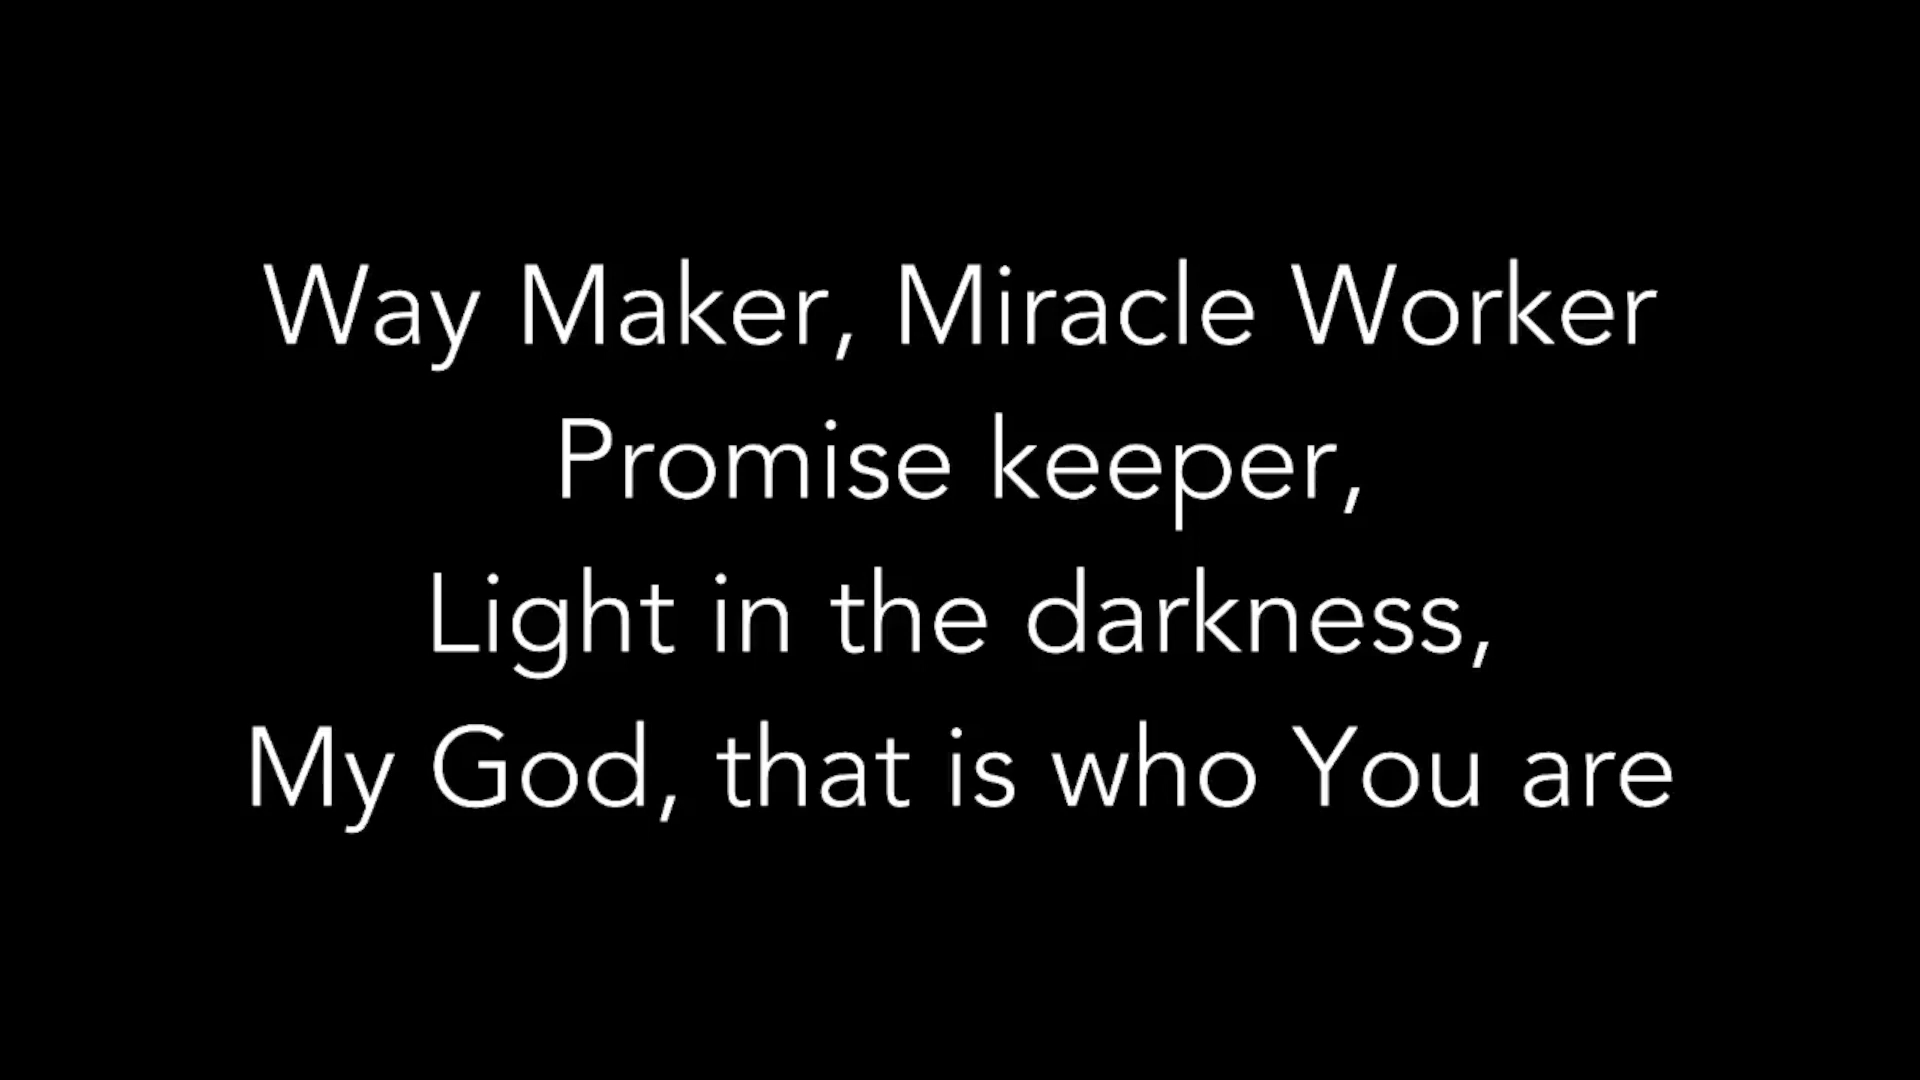 Way Maker, Miracle Worker
Promise keeper,
Light in the darkness,
My God, that is who You are